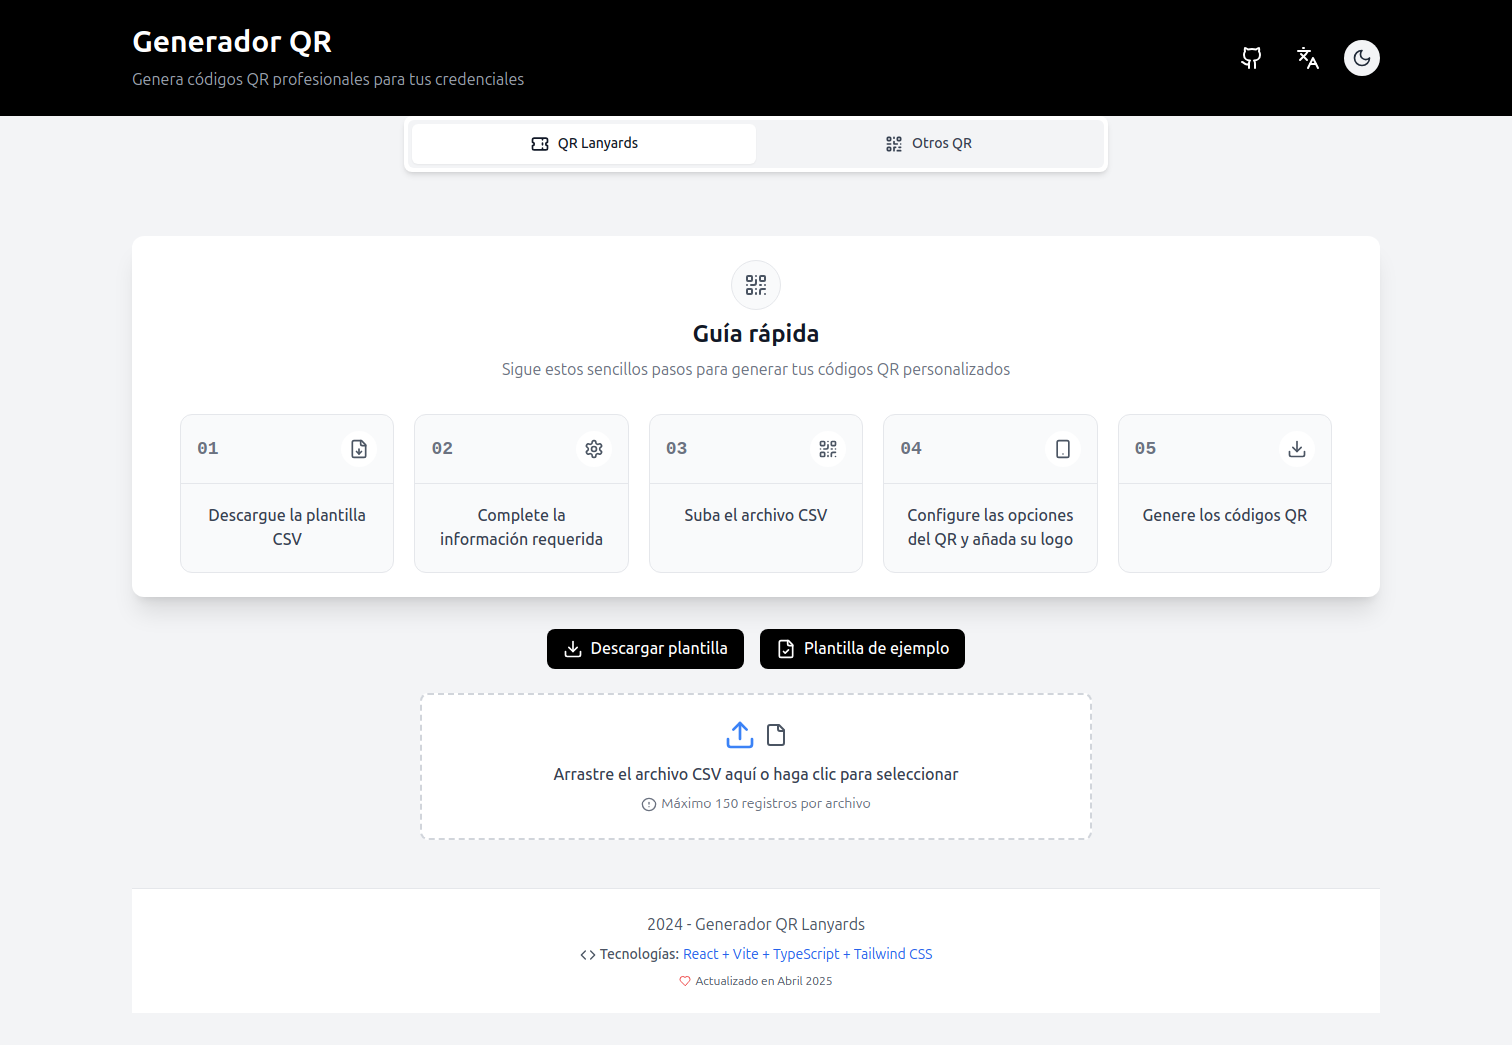 Generador QR
Genera códigos QR profesionales para tus credenciales
QR Lanyards
Otros QR
Guía rápida
Sigue estos sencillos pasos para generar tus códigos QR personalizados
01
Descargue la plantilla
CSV
02
Complete la
información requerida
03
Suba el archivo CSV
04
Configure las opciones
del QR y añada su logo
05
Genere los códigos QR
Descargar plantilla
Plantilla de ejemplo
Arrastre el archivo CSV aquí o haga clic para seleccionar
Máximo 150 registros por archivo
2024 - Generador QR Lanyards
Tecnologías: React + Vite + TypeScript + Tailwind CSS
Actualizado en Abril 2025